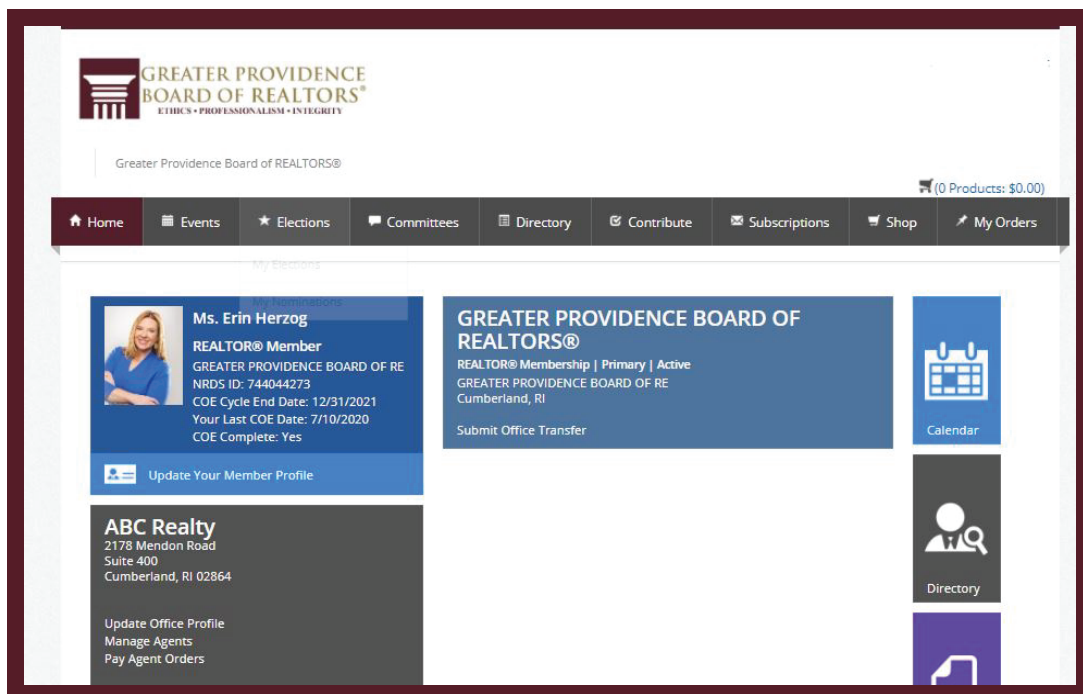 GREATER PROVIDENCE
BOARD OF REALTORS®
ETHICS • PROFESSIONALISM • INTEGRITY
Greater Providence Board of REALTORS®
(0 Products: $0.00)
Home Events Elections Committees Directory Contribute Subscriptions Shop My Orders
My Elections
My Nominations
Ms. Erin Herzog
REALTOR® Member
GREATER PROVIDENCE BOARD OF RE
NRDS ID: 744044273
COE Cycle End Date: 12/31/2021
Your Last COE Date: 7/10/2020
COE Complete: Yes
Update Your Member Profile
GREATER PROVIDENCE BOARD OF
REALTORS®
REALTOR® Membership | Primary | Active
GREATER PROVIDENCE BOARD OF RE
Cumberland, RI
Submit Office Transfer
Calendar
ABC Realty
2178 Mendon Road
Suite 400
Cumberland, RI 02864
Update Office Profile
Manage Agents
Pay Agent Orders
Directory